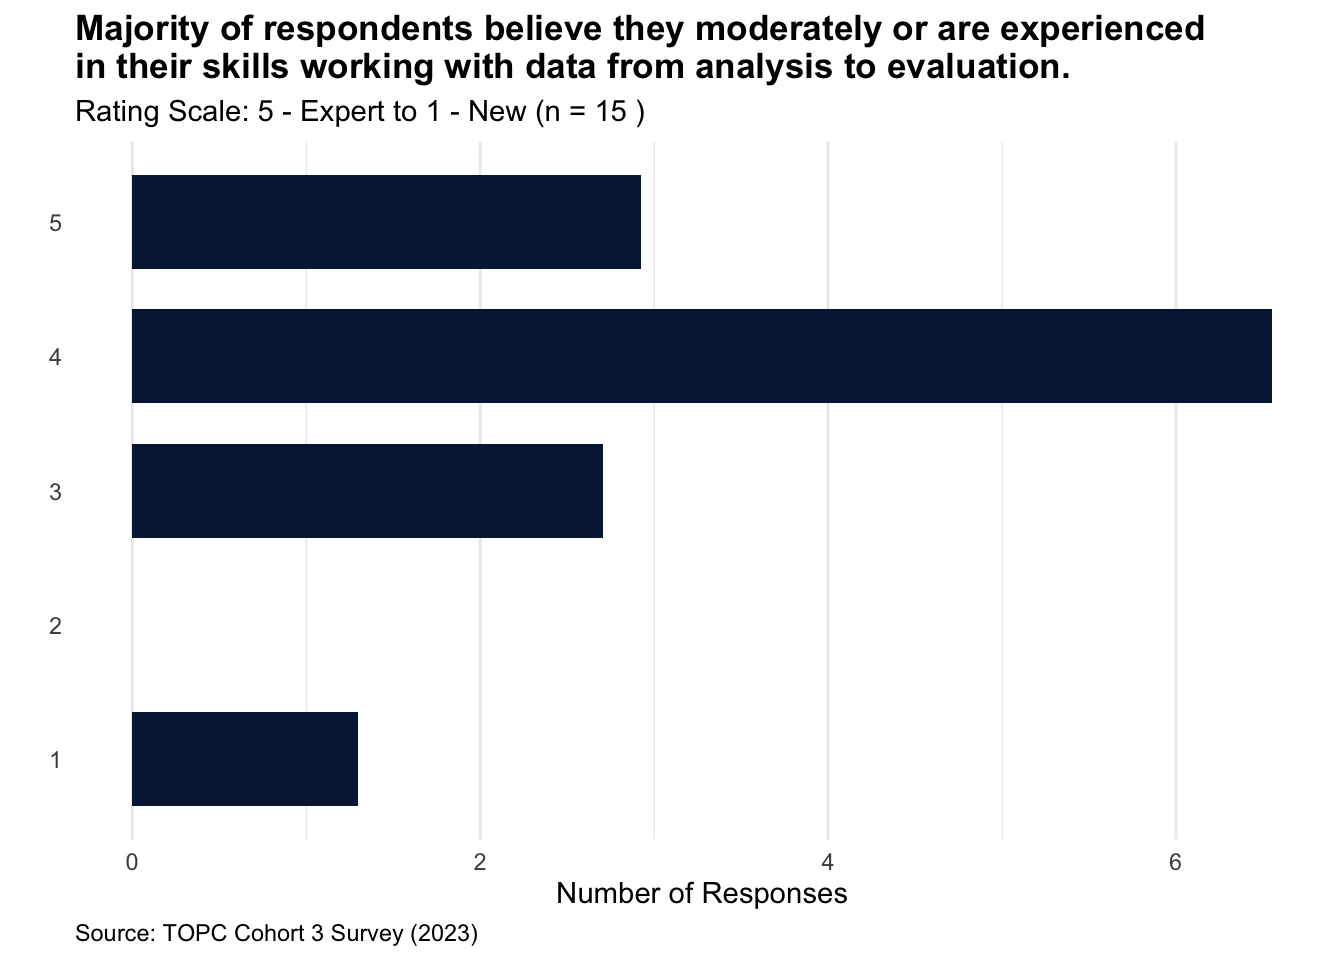 Majority of respondents believe they moderately or are experienced
in their skills working with data from analysis to evaluation.
Rating Scale: 5 - Expert to 1 - New (n = 15 )
5
4
3
2
1
0 2 4 6
Number of Responses
Source: TOPC Cohort 3 Survey (2023)